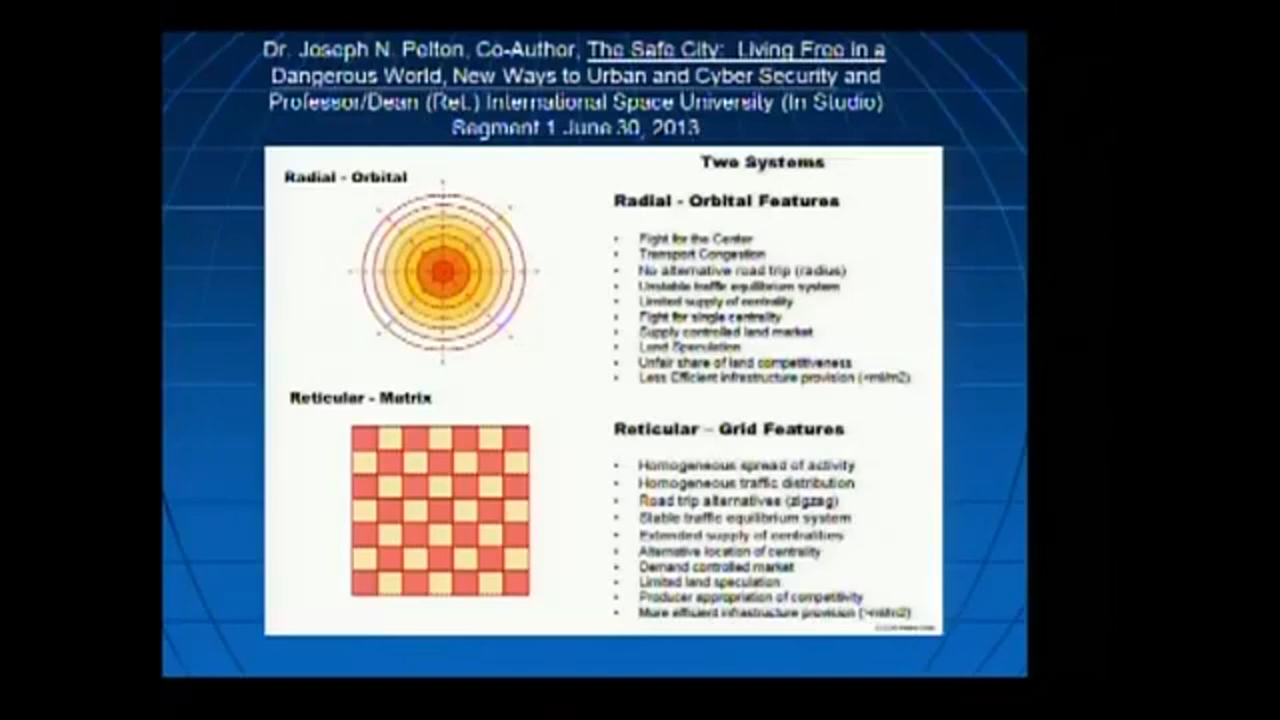 Dr. Joseph N. Pelton, Co-Author, The Safe City: Living Free in a
Dangerous World, New Ways to Urban and Cyber Security and
Professor/Dean (Ret.) International Space University (In Studio)
Segment 1 June 30, 2013
Two Systems
Radial - Orbital
Radial - Orbital Features
• Fight for the Center
• Transport Congestion
• No alternative road trip (radius)
• Unstable traffic equilibrium system
• Limited supply of centrality
• Fight for single centrality
• Supply controlled land market
• Land Speculation
• Unfair share of land competitiveness
• Less Efficient infrastructure provision (<ml/m2)
Reticular - Matrix
Reticular - Grid Features
• Homogeneous spread of activity
• Homogeneous traffic distribution
• Road trip alternatives (zigzag)
• Stable traffic equilibrium system
• Extended supply of centralities
• Alternative location of centrality
• Demand controlled market
• Limited land speculation
• Producer appropriation of competitivity
• More efficient infrastructure provision (>ml/m2)